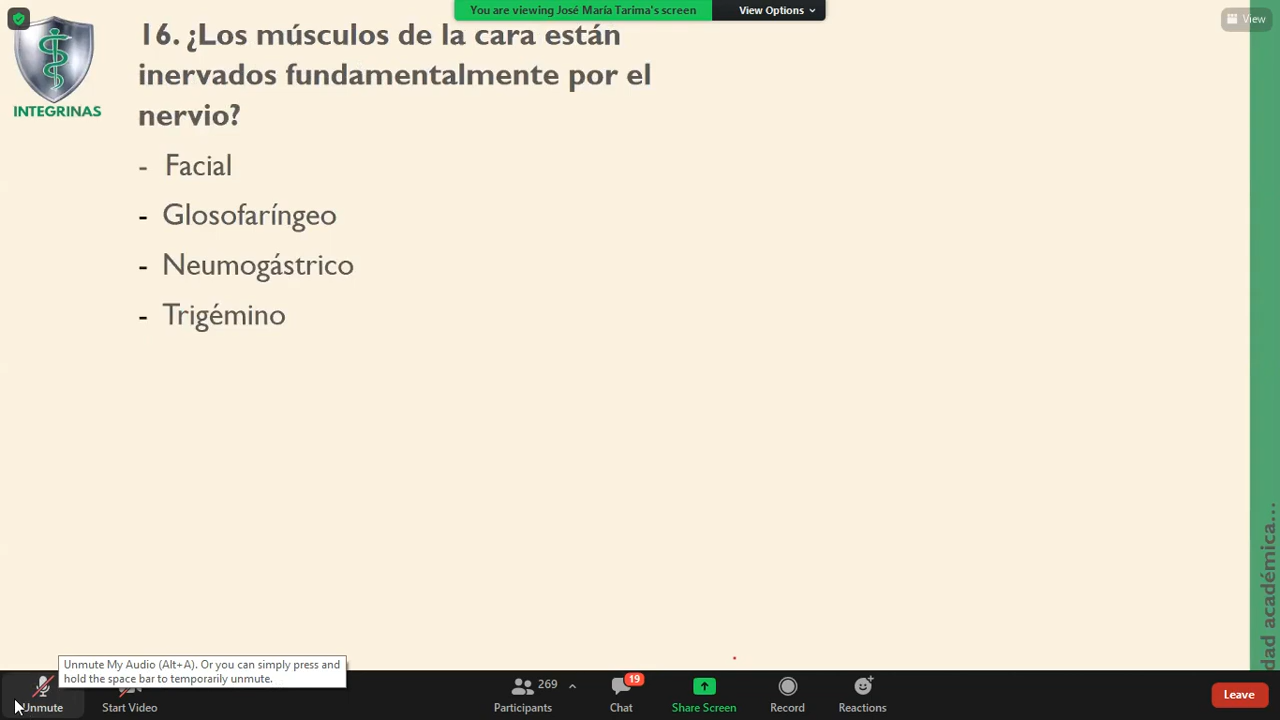 You are viewing José María Tarima's screen
View Options
View
INTEGRINAS
16. ¿Los músculos de la cara están
inervados fundamentalmente por el
nervio?
- Facial
- Glosofaríngeo
- Neumogástrico
- Trigémino
dad académica...
Unmute My Audio (Alt+A). Or you can simply press and
hold the space bar to temporarily unmute.
Unmute
Start Video
269
Participants
19
Chat
Share Screen
Record
Reactions
Leave